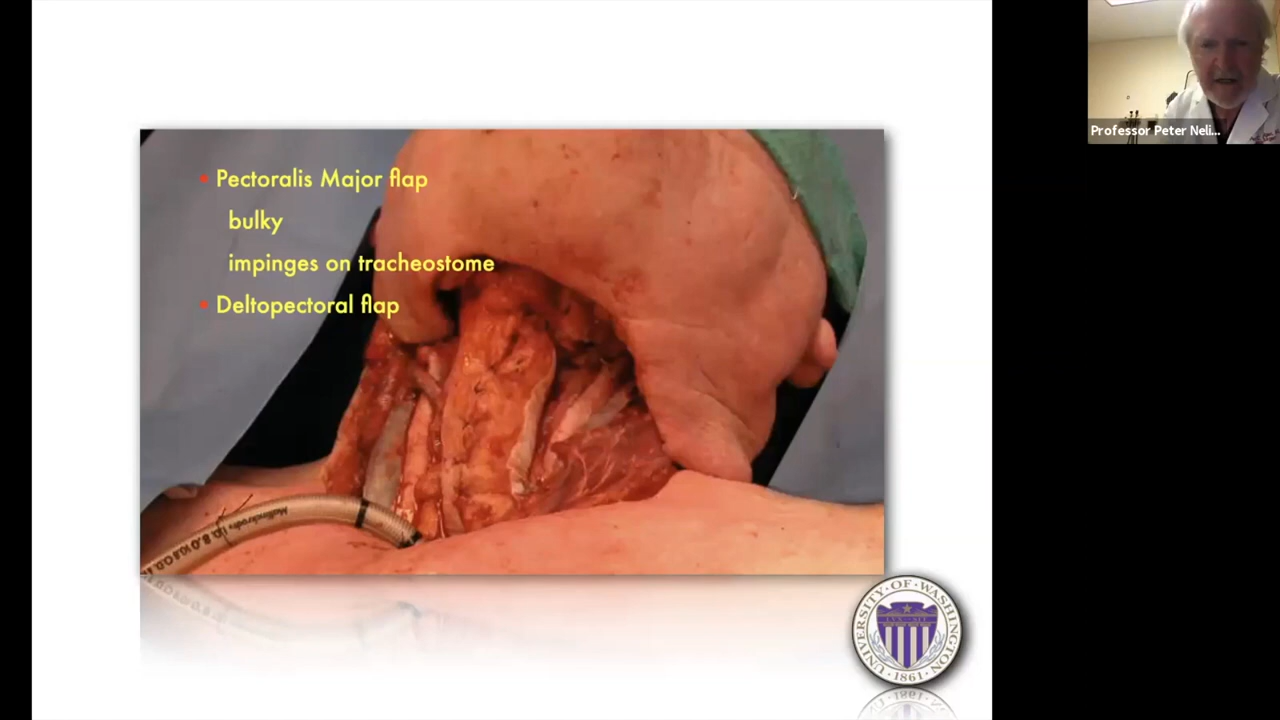 Pectoralis Major flap
bulky
impinges on tracheostome
Deltopectoral flap
Professor Peter Neli...
UNIVERSITY OF WASHINGTON
1861